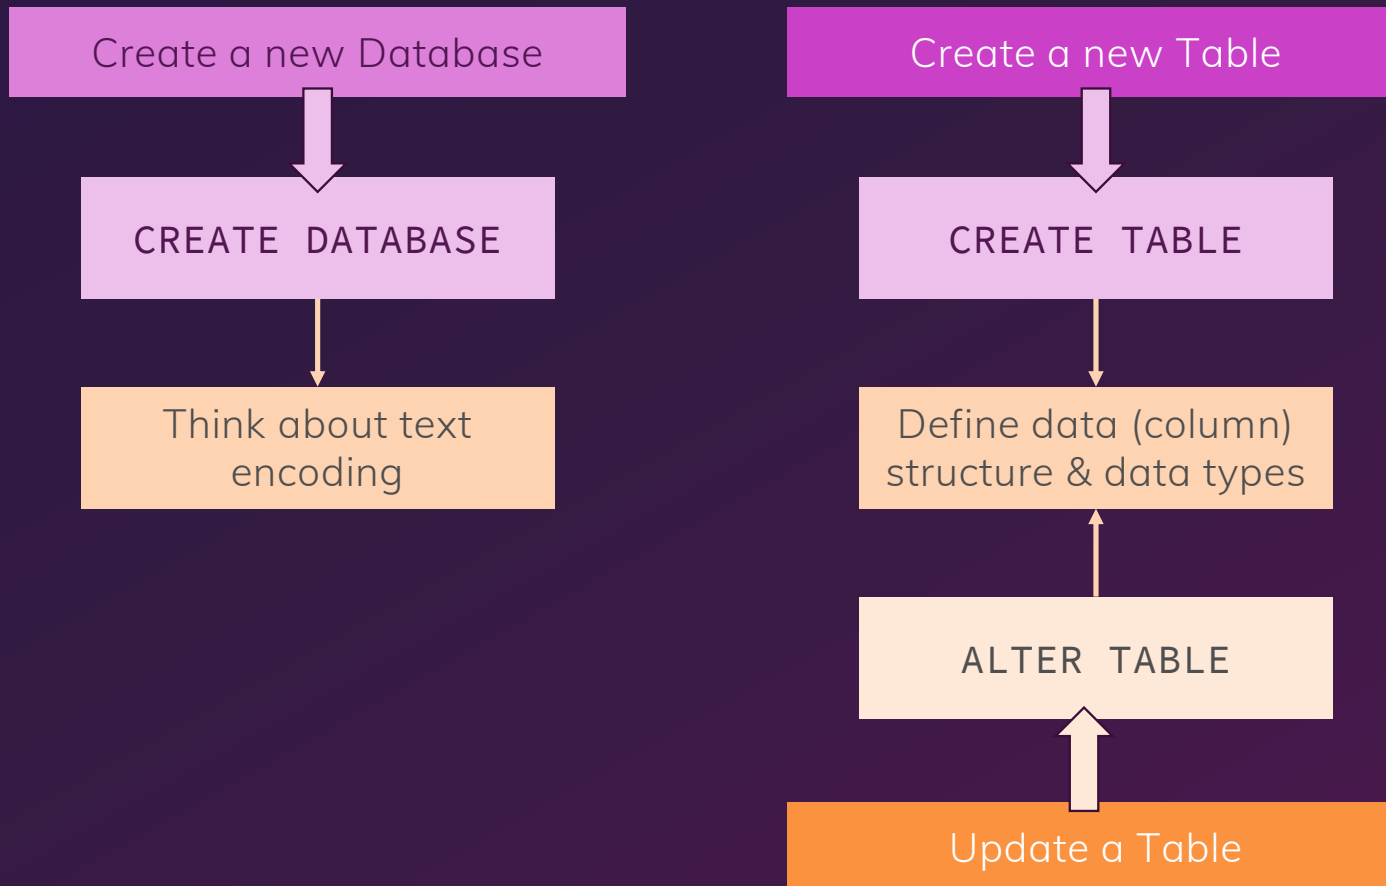 Create a new Database
CREATE DATABASE
Think about text
encoding
Create a new Table
CREATE TABLE
Define data (column)
structure & data types
ALTER TABLE
Update a Table